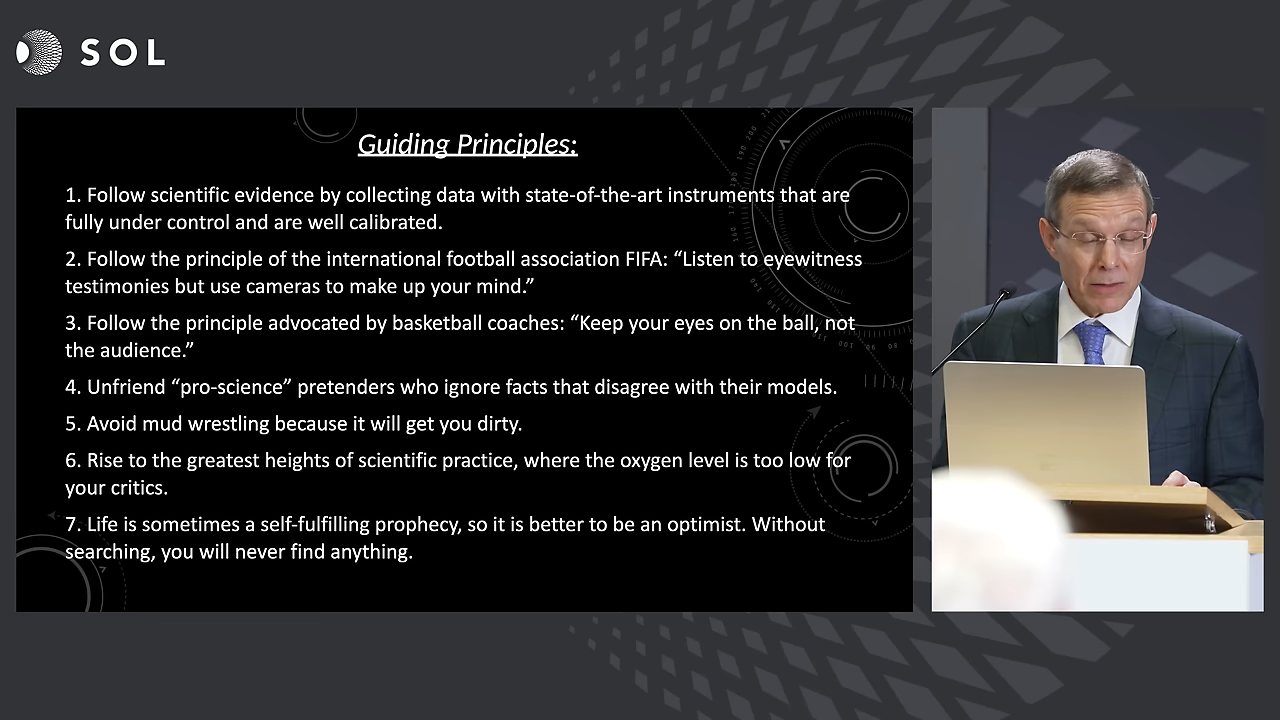 SOL
Guiding Principles:
1. Follow scientific evidence by collecting data with state-of-the-art instruments that are
fully under control and are well calibrated.
2. Follow the principle of the international football association FIFA: “Listen to eyewitness
testimonies but use cameras to make up your mind.”
3. Follow the principle advocated by basketball coaches: “Keep your eyes on the ball, not
the audience.”
4. Unfriend “pro-science” pretenders who ignore facts that disagree with their models.
5. Avoid mud wrestling because it will get you dirty.
6. Rise to the greatest heights of scientific practice, where the oxygen level is too low for
your critics.
7. Life is sometimes a self-fulfilling prophecy, so it is better to be an optimist. Without
searching, you will never find anything.